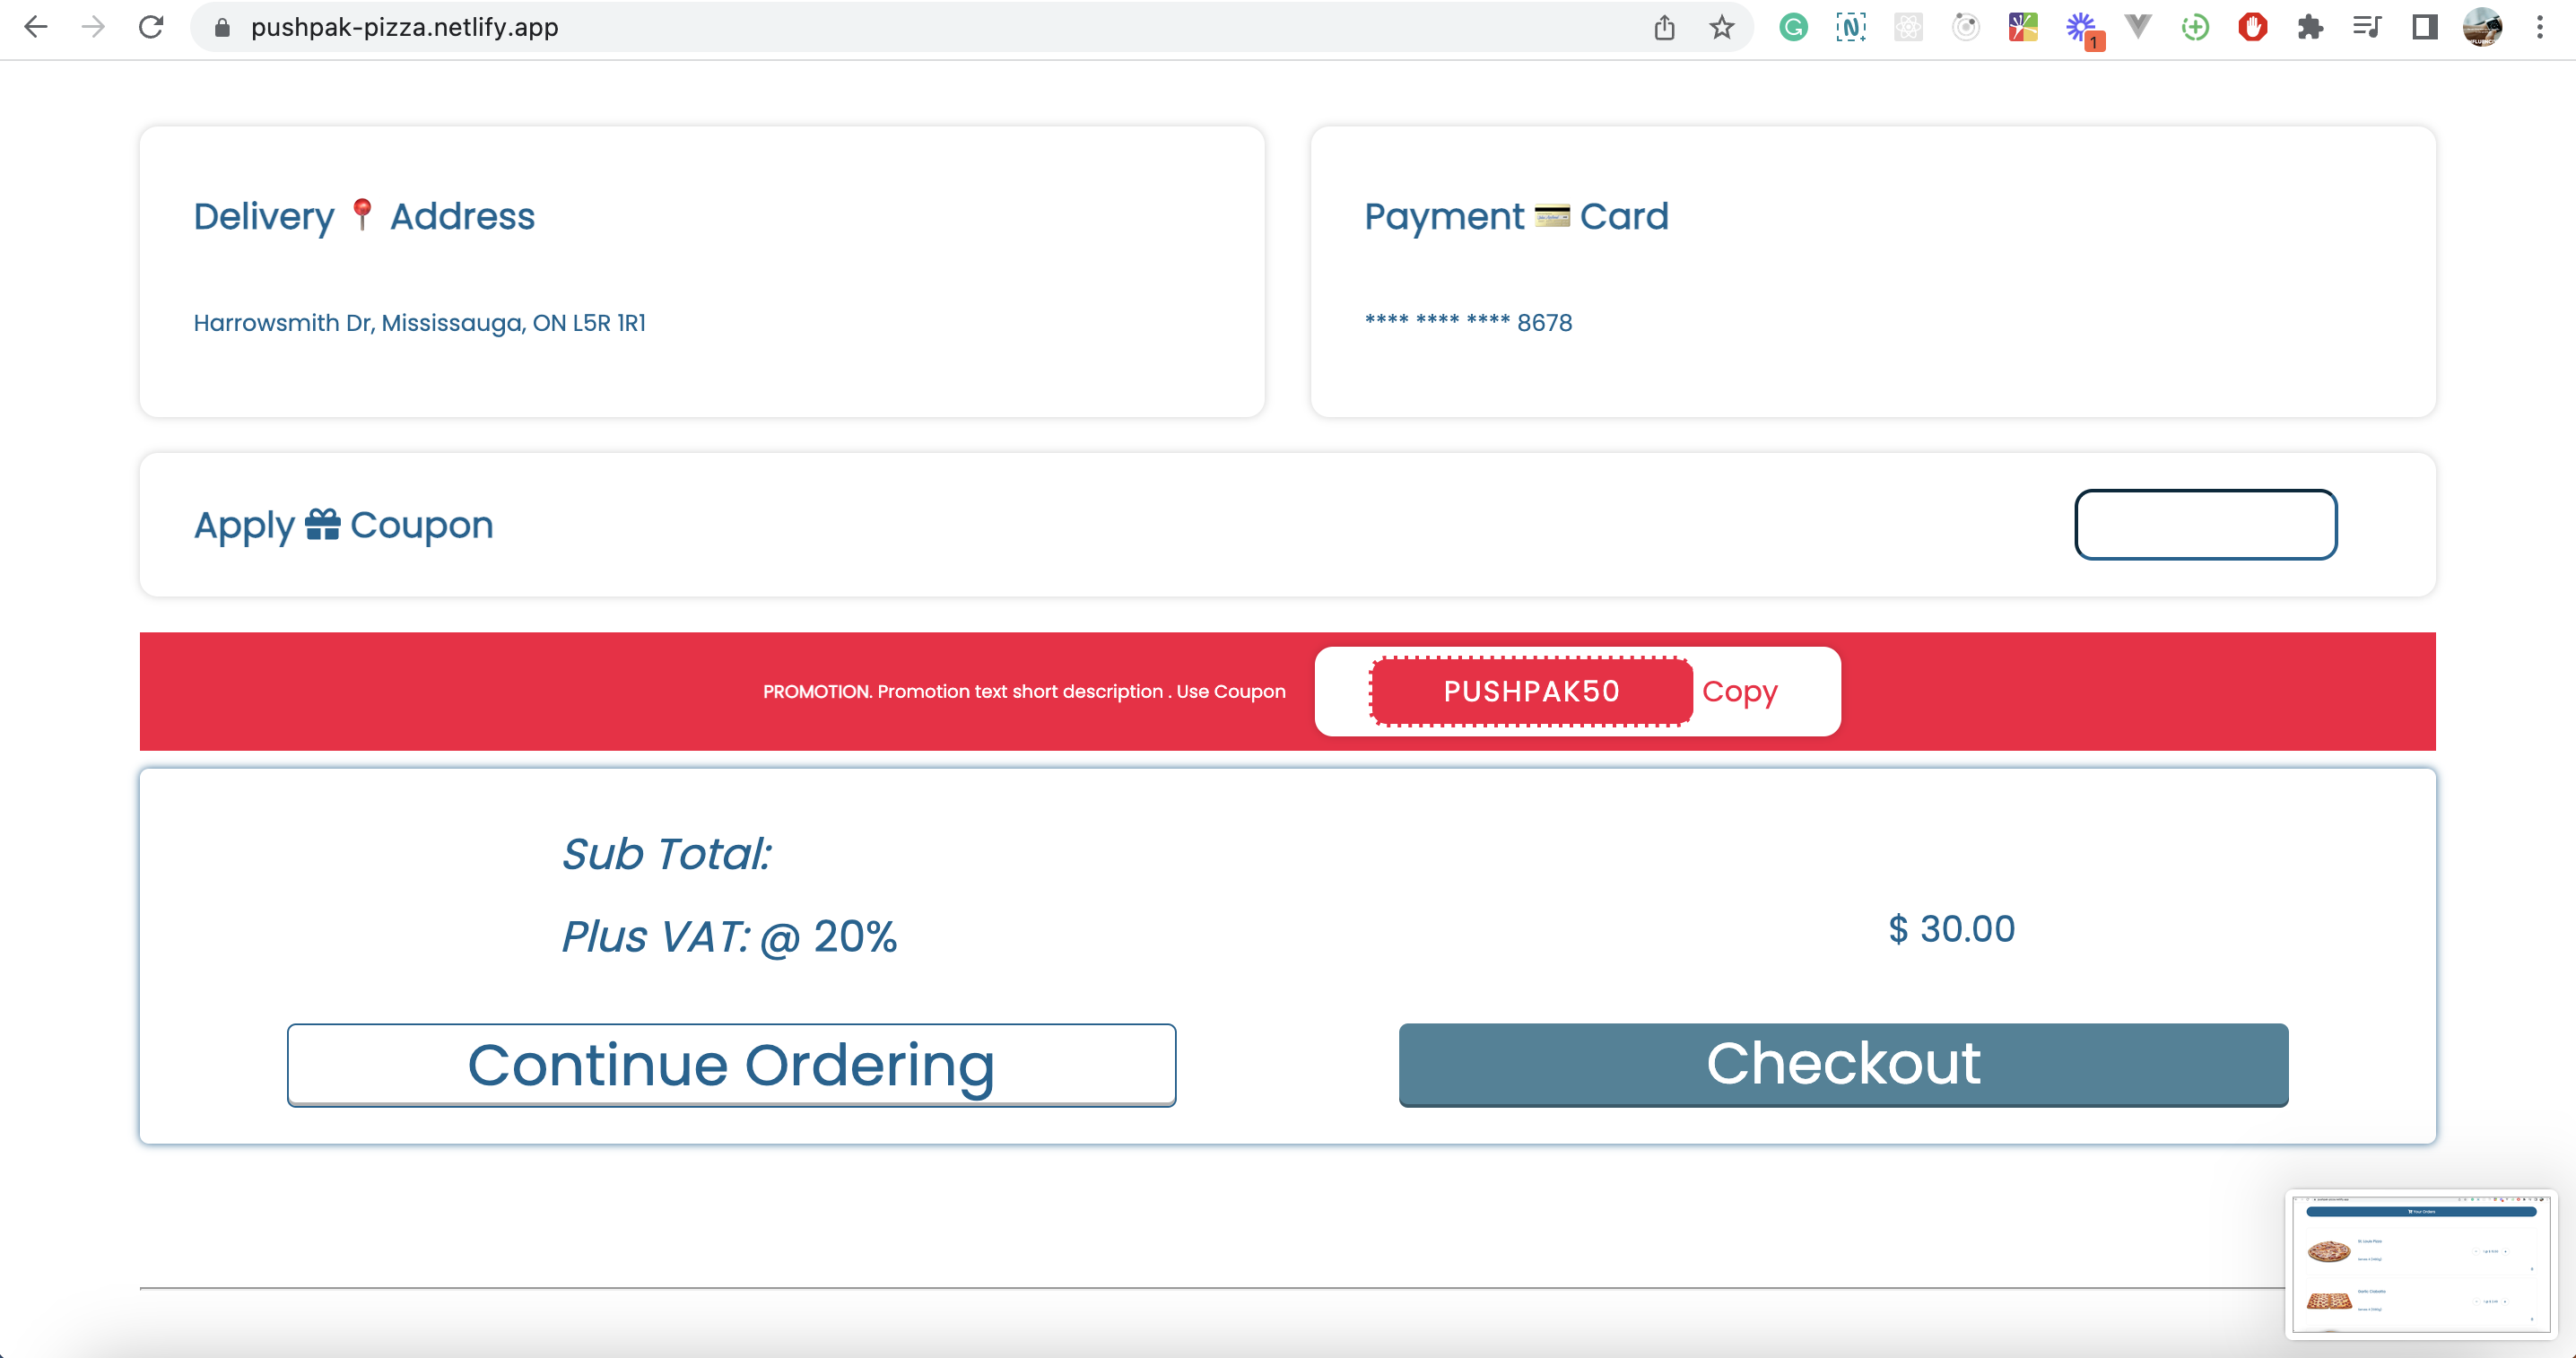 pushpak-pizza.netlify.app
1
Delivery 📍 Address
Harrowsmith Dr, Mississauga, ON L5R 1R1
Payment 💳 Card
**** **** **** 8678
Apply Coupon
PROMOTION. Promotion text short description . Use Coupon
PUSHPAK50 Copy
Sub Total:
Plus VAT: @ 20%
$ 30.00
Continue Ordering
Checkout